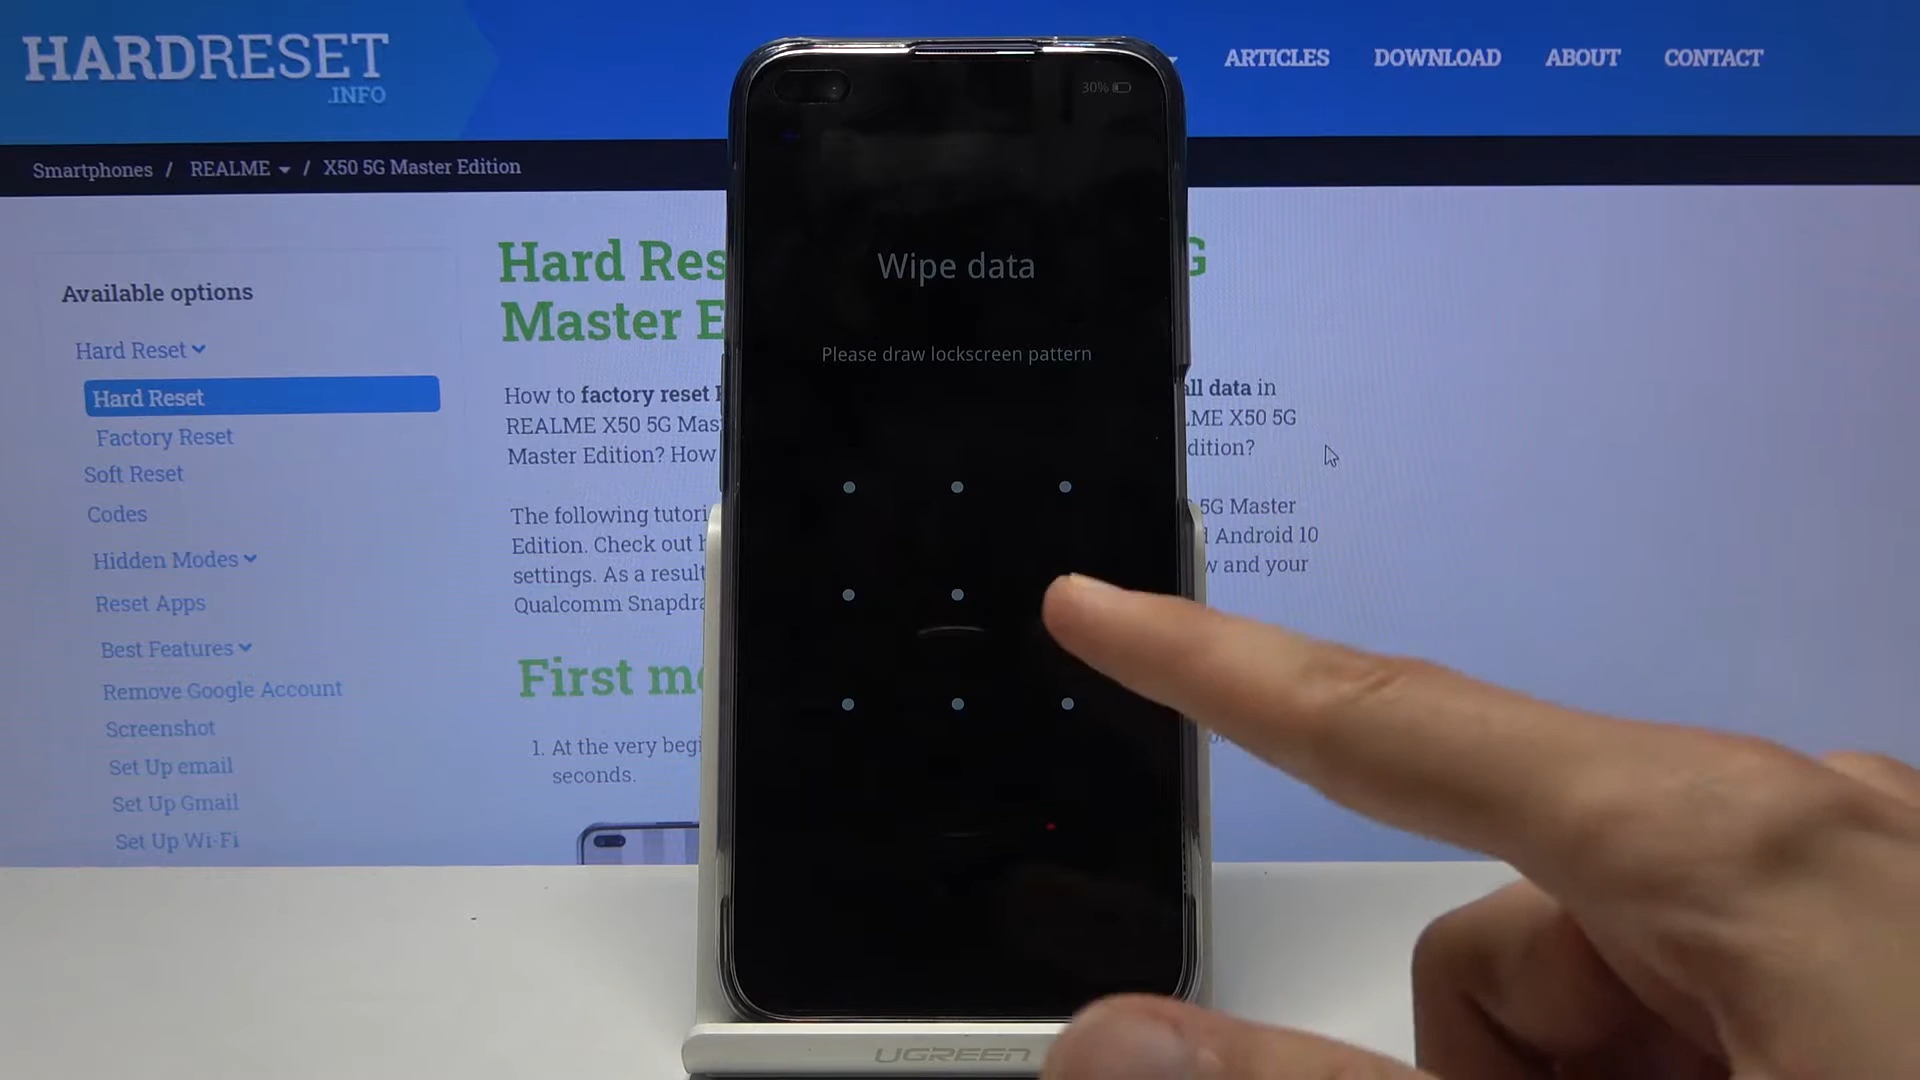 HARDRESET
.INFO
ARTICLES DOWNLOAD ABOUT CONTACT
Smartphones / REALME / X50 5G Master Edition
30%
Wipe data
Please draw lockscreen pattern
Available options
Hard Reset
Hard Reset
Factory Reset
Soft Reset
Codes
Hidden Modes
Reset Apps
Best Features
Remove Google Account
Screenshot
Set Up email
Set Up Gmail
Set Up Wi-Fi
Hard Res G
Master E
How to factory reset all data in
REALME X50 5G Mas LME X50 5G
Master Edition? How dition?
The following tutori 5G Master
Edition. Check out Android 10
settings. As a result w and your
Qualcomm Snapdra
First me
1. At the very begi
seconds.
UGREEN